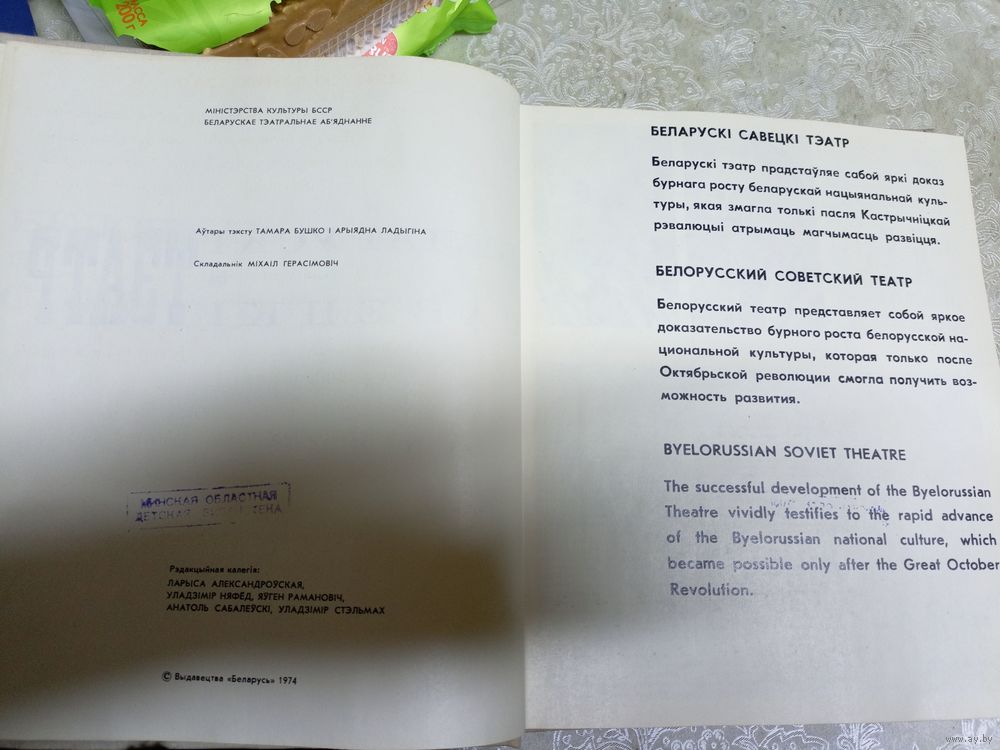 МАССА
200 г
МІНІСТЭРСТВА КУЛЬТУРЫ БССР
БЕЛАРУСКАЕ ТЭАТРАЛЬНАЕ АБ'ЯДНАННЕ
Аўтары тэксту ТАМАРА БУШКО І АРЫЯДНА ЛАДЫГІНА
Складальнік МІХАІЛ ГЕРАСІМОВІЧ
МИНСКАЯ ОБЛАСТНАЯ
ДЕТСКАЯ БИБЛИОТЕКА
Рэдакцыйная калегія:
ЛАРЫСА АЛЕКСАНДРОЎСКАЯ,
УЛАДЗІМІР НЯФЁД, ЯЎГЕН РАМАНОВІЧ,
АНАТОЛЬ САБАЛЕЎСКІ, УЛАДЗІМІР СТЭЛЬМАХ
© Выдавецтва «Беларусь» 1974
БЕЛАРУСКІ САВЕЦКІ ТЭАТР
Беларускі тэатр прадстаўляе сабой яркі доказ
бурнага росту беларускай нацыянальнай куль-
туры, якая змагла толькі пасля Кастрычніцкай
рэвалюцыі атрымаць магчымасць развіцця.
БЕЛОРУССКИЙ СОВЕТСКИЙ ТЕАТР
Белорусский театр представляет собой яркое
доказательство бурного роста белорусской на-
циональной культуры, которая только после
Октябрьской революции смогла получить воз-
можность развития.
BYELORUSSIAN SOVIET THEATRE
The successful development of the Byelorussian
Theatre vividly testifies to the rapid advance
of the Byelorussian national culture, which
became possible only after the Great October
Revolution.
www.ay.by